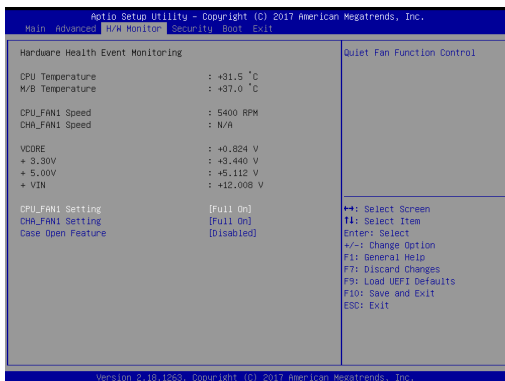 Aptio Setup Utility – Copyright (C) 2017 American Megatrends, Inc.
Main Advanced H/W Monitor Security Boot Exit
Hardware Health Event Monitoring
Quiet Fan Function Control
CPU Temperature : +31.5 °C
M/B Temperature : +37.0 °C
CPU_FAN1 Speed : 5400 RPM
CHA_FAN1 Speed : N/A
VCORE : +0.824 V
+ 3.30V : +3.440 V
+ 5.00V : +5.112 V
+ VIN : +12.008 V
CPU_FAN1 Setting [Full On]
CHA_FAN1 Setting [Full On]
Case Open Feature [Disabled]
↔: Select Screen
↑↓: Select Item
Enter: Select
+/-: Change Option
F1: General Help
F7: Discard Changes
F9: Load UEFI Defaults
F10: Save and Exit
ESC: Exit
Version 2.18.1263. Copyright (C) 2017 American Megatrends, Inc.